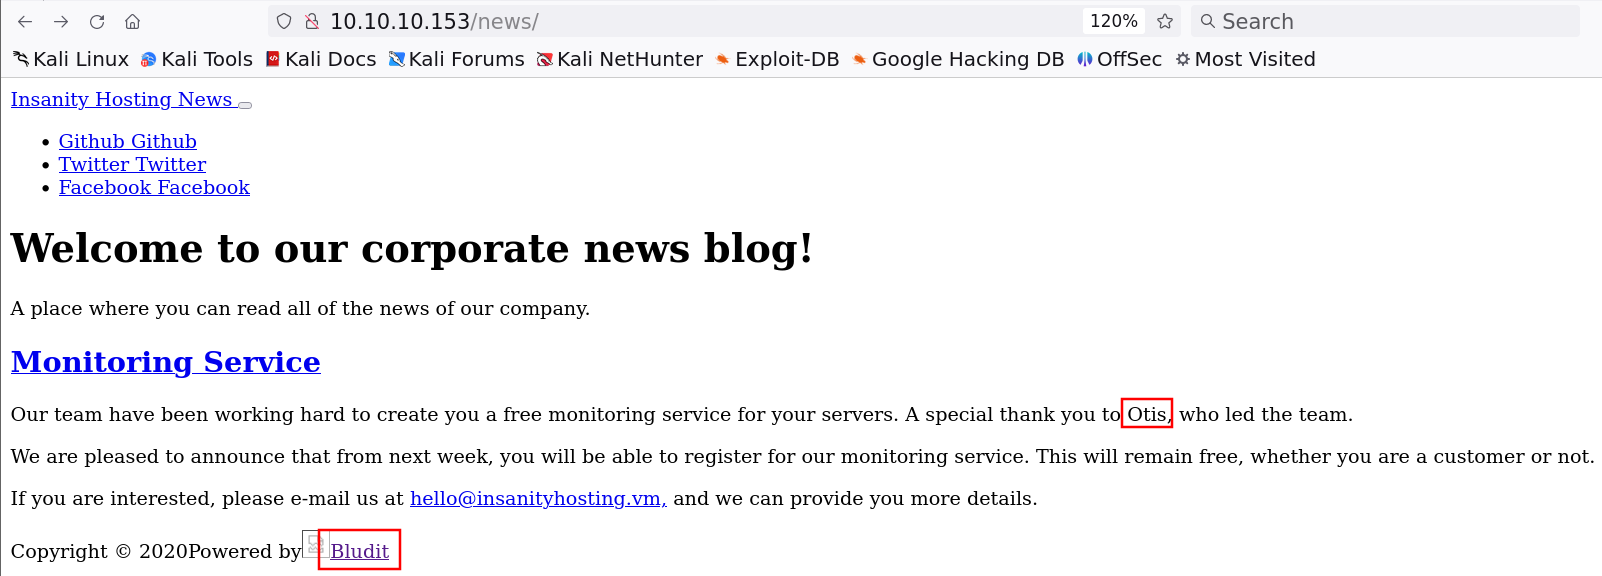 10.10.10.153/news/ 120% Search
Kali Linux Kali Tools Kali Docs Kali Forums Kali NetHunter Exploit-DB Google Hacking DB OffSec Most Visited
Insanity Hosting News
• Github Github
• Twitter Twitter
• Facebook Facebook
Welcome to our corporate news blog!
A place where you can read all of the news of our company.
Monitoring Service
Our team have been working hard to create you a free monitoring service for your servers. A special thank you to Otis, who led the team.
We are pleased to announce that from next week, you will be able to register for our monitoring service. This will remain free, whether you are a customer or not.
If you are interested, please e-mail us at hello@insanityhosting.vm, and we can provide you more details.
Copyright © 2020Powered by Bludit